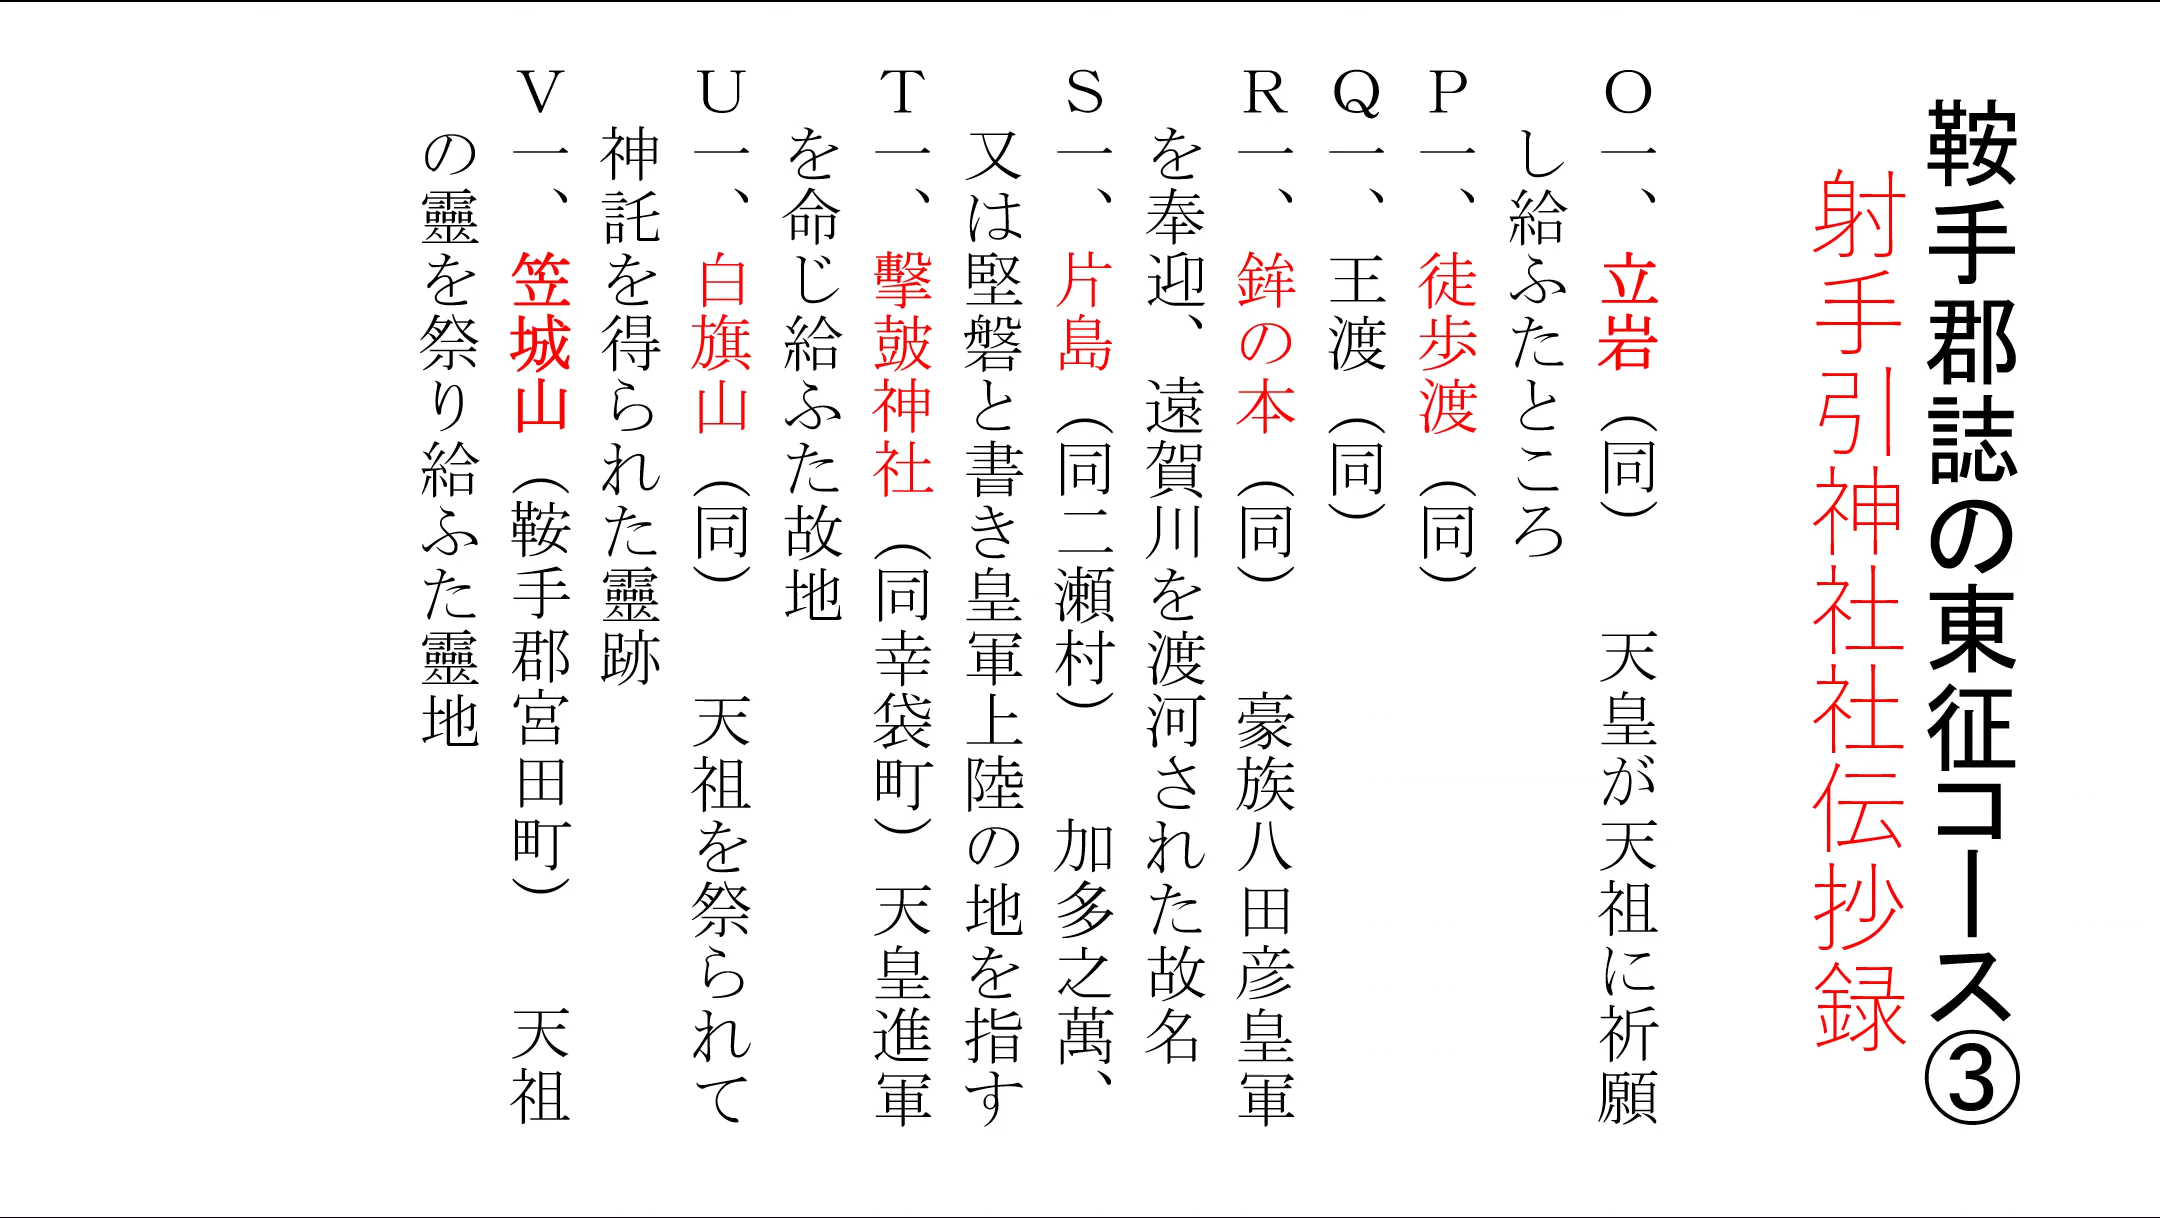 鞍手郡誌の東征コース③
射手引神社社伝抄録
O一、立岩（同）　天皇が天祖に祈願
し給ふたところ
P一、徒歩渡（同）
Q一、王渡（同）
R一、鉾の本（同）　豪族八田彦皇軍
を奉迎、遠賀川を渡河された故名
S一、片島（同二瀬村）　加多之萬、
又は堅磐と書き皇軍上陸の地を指す
T一、擊皷神社（同幸袋町）天皇進軍
を命じ給ふた故地
U一、白旗山（同）　天祖を祭られて
神託を得られた靈跡
V一、笠城山（鞍手郡宮田町）　天祖
の靈を祭り給ふた靈地